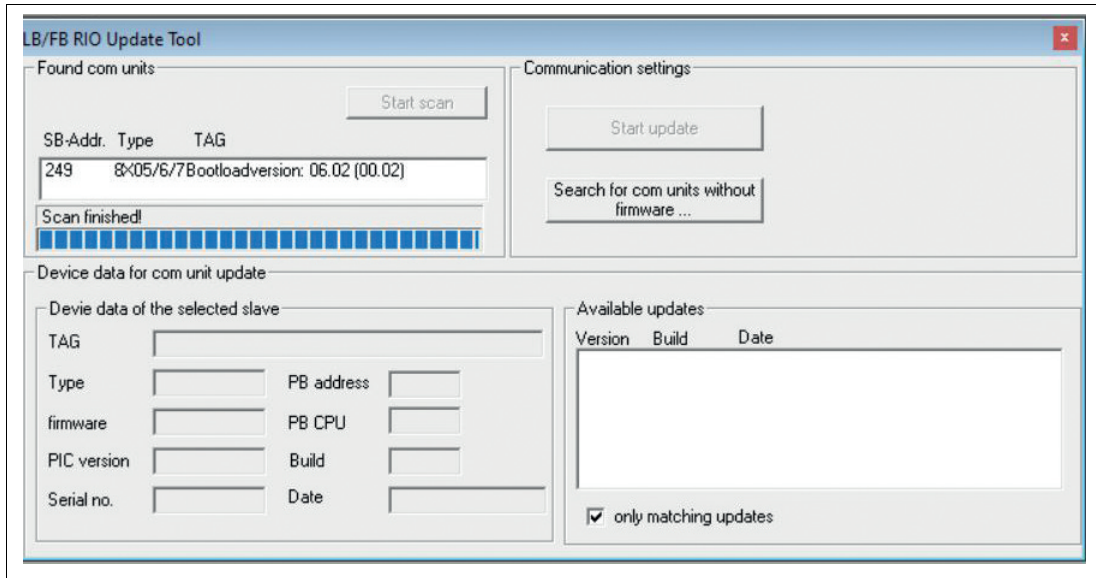 LB/FB RIO Update Tool
x
Found com units
Start scan
SB-Addr. Type TAG
249 8X05/6/7Bootloadversion: 06.02 (00.02)
Scan finished!
Communication settings
Start update
Search for com units without
firmware ...
Device data for com unit update
Devie data of the selected slave
TAG
Type PB address
firmware PB CPU
PIC version Build
Serial no. Date
Available updates
Version Build Date
only matching updates